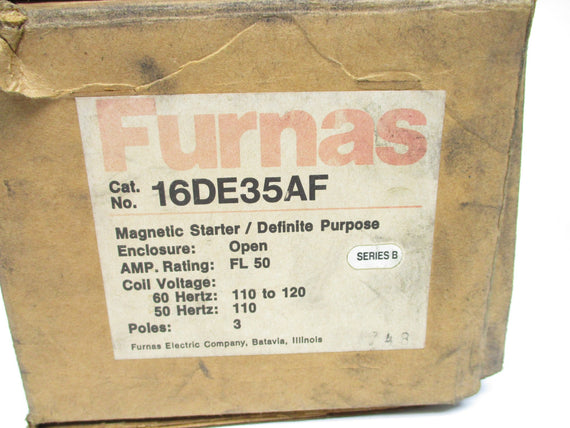 Furnas
Cat. No. 16DE35AF
Magnetic Starter / Definite Purpose
Enclosure: Open
AMP. Rating: FL 50
SERIES B
Coil Voltage:
60 Hertz: 110 to 120
50 Hertz: 110
Poles: 3
Furnas Electric Company, Batavia, Illinois